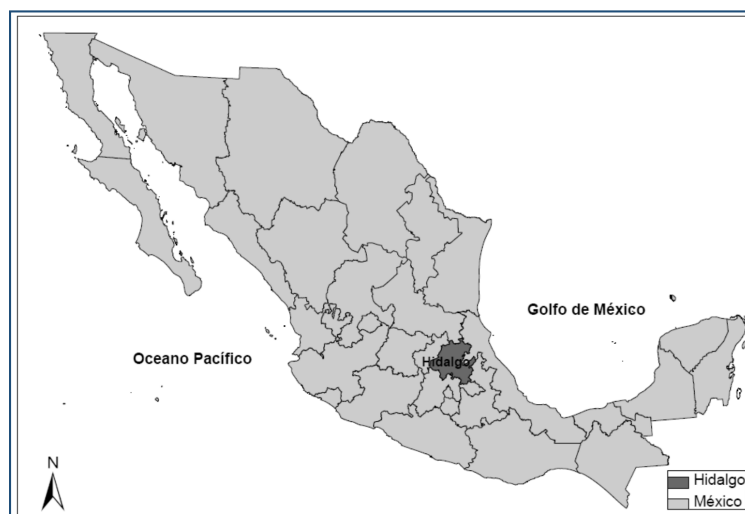 Golfo de México
Oceano Pacífico
Hidalgo
N
Hidalgo
México